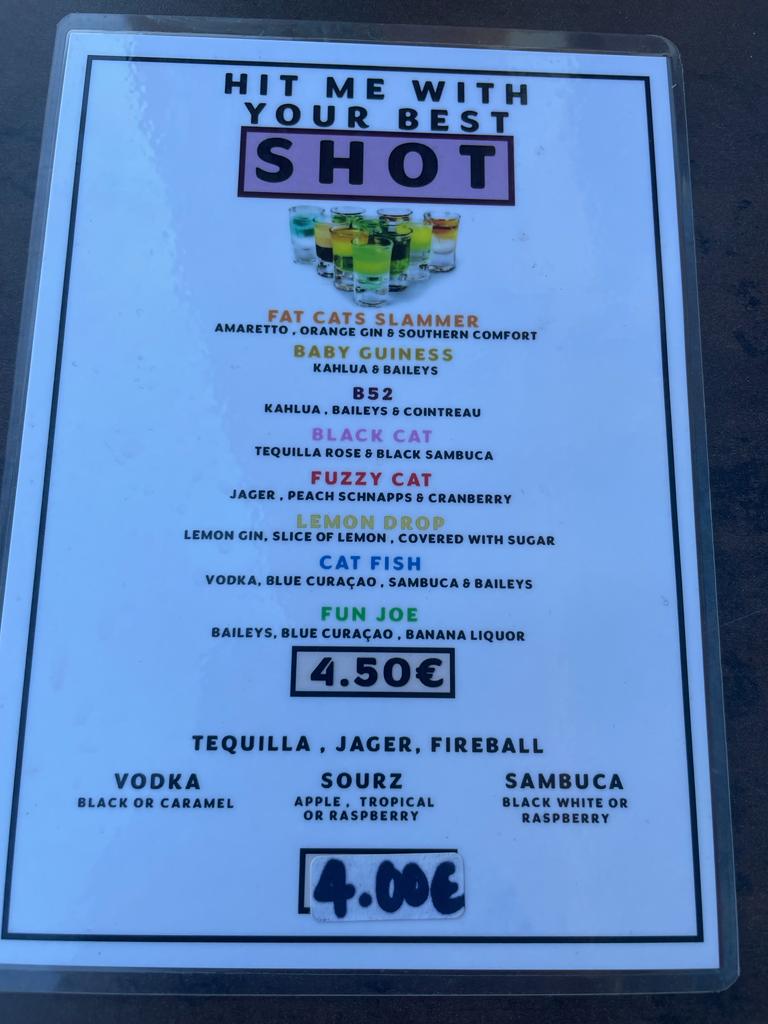 HIT ME WITH
YOUR BEST
SHOT
FAT CATS SLAMMER
AMARETTO , ORANGE GIN & SOUTHERN COMFORT
BABY GUINESS
KAHLUA & BAILEYS
B52
KAHLUA , BAILEYS & COINTREAU
BLACK CAT
TEQUILLA ROSE & BLACK SAMBUCA
FUZZY CAT
JAGER , PEACH SCHNAPPS & CRANBERRY
LEMON DROP
LEMON GIN, SLICE OF LEMON , COVERED WITH SUGAR
CAT FISH
VODKA, BLUE CURAÇAO , SAMBUCA & BAILEYS
FUN JOE
BAILEYS, BLUE CURAÇAO , BANANA LIQUOR
4.50€
TEQUILLA , JAGER, FIREBALL
VODKA
BLACK OR CARAMEL
SOURZ
APPLE , TROPICAL
OR RASPBERRY
SAMBUCA
BLACK WHITE OR
RASPBERRY
4.00€